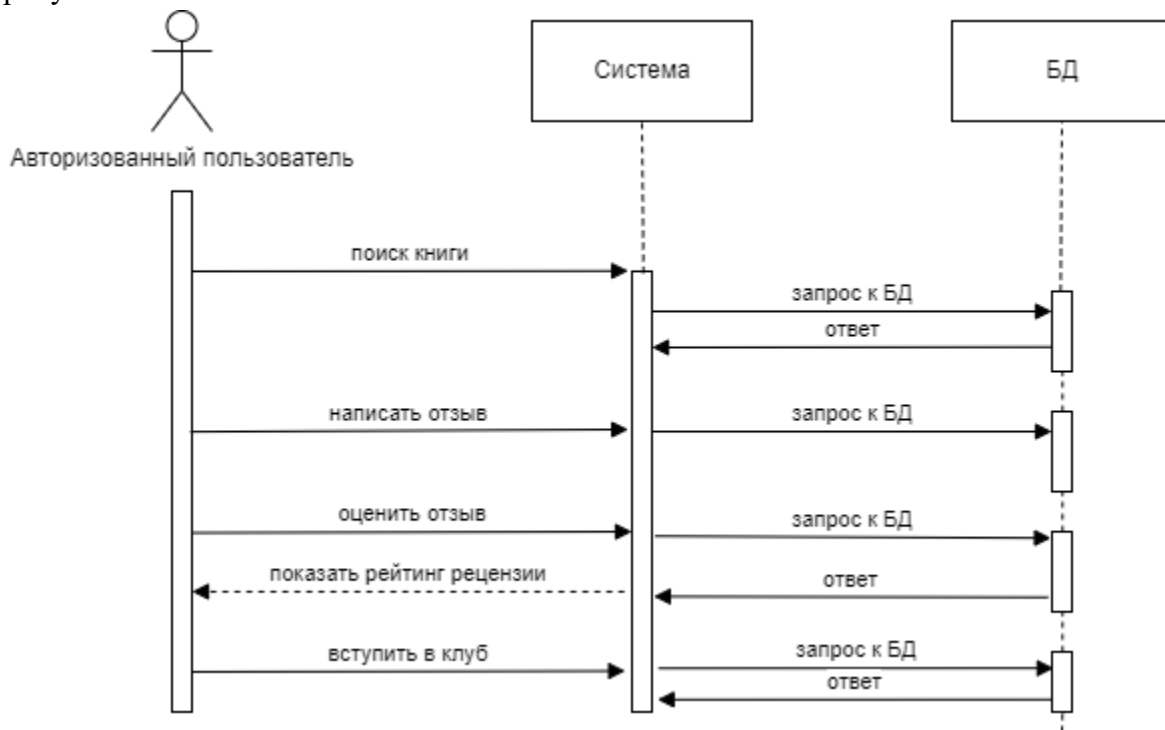 Система
БД
Авторизованный пользователь
поиск книги
запрос к БД
ответ
написать отзыв
запрос к БД
оценить отзыв
запрос к БД
показать рейтинг рецензии
ответ
вступить в клуб
запрос к БД
ответ